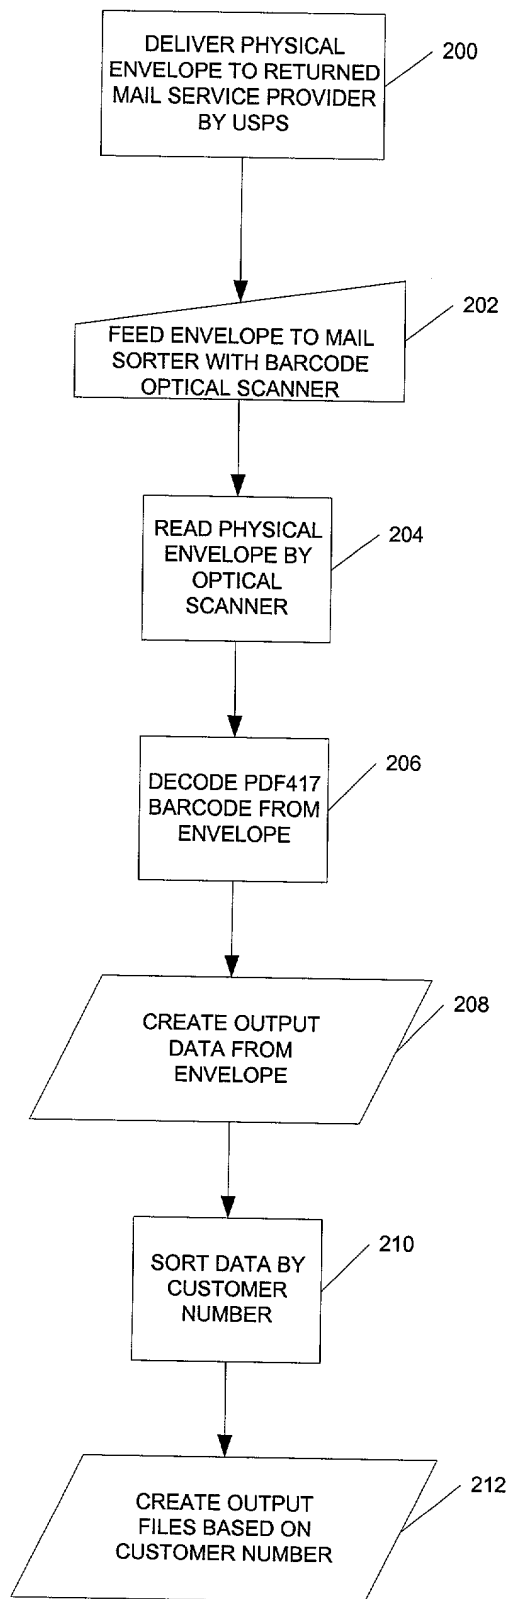 DELIVER PHYSICAL
ENVELOPE TO RETURNED
MAIL SERVICE PROVIDER
BY USPS
200
FEED ENVELOPE TO MAIL
SORTER WITH BARCODE
OPTICAL SCANNER
202
READ PHYSICAL
ENVELOPE BY
OPTICAL
SCANNER
204
DECODE PDF417
BARCODE FROM
ENVELOPE
206
CREATE OUTPUT
DATA FROM
ENVELOPE
208
SORT DATA BY
CUSTOMER
NUMBER
210
CREATE OUTPUT
FILES BASED ON
CUSTOMER NUMBER
212